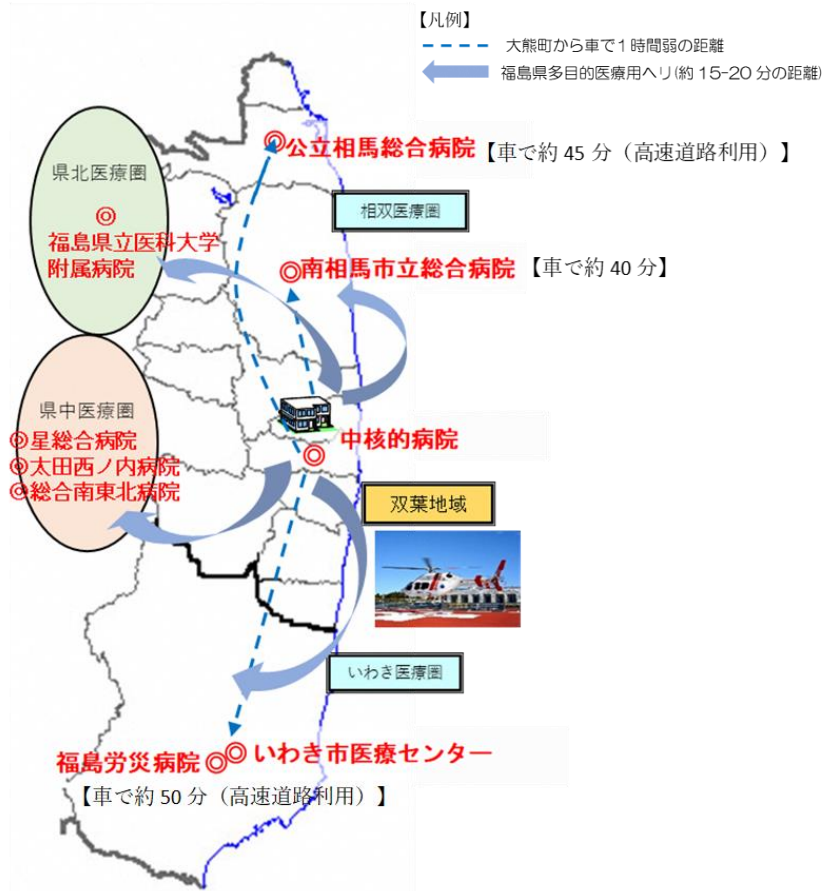 【凡例】
大熊町から車で1時間弱の距離
福島県多目的医療用ヘリ(約 15-20 分の距離)
公立相馬総合病院
【車で約 45 分（高速道路利用）】
県北医療圏
相双医療圏
福島県立医科大学
附属病院
南相馬市立総合病院
【車で約 40 分】
県中医療圏
星総合病院
太田西ノ内病院
総合南東北病院
中核的病院
双葉地域
いわき医療圏
いわき市医療センター
福島労災病院
【車で約 50 分（高速道路利用）】